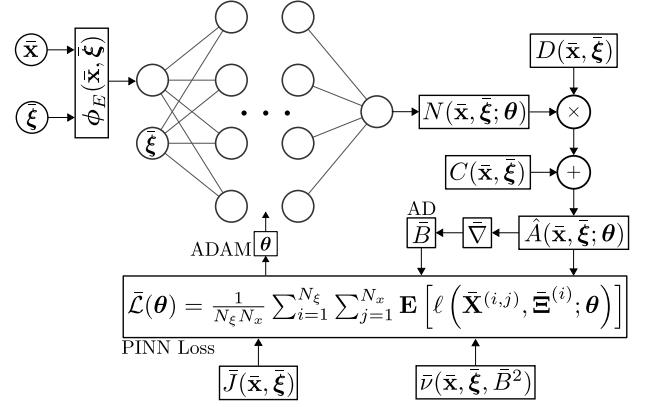 x̄
ξ̄
ϕ_E(x̄, ξ̄)
ξ̄
· · ·
N(x̄, ξ̄; θ)
D(x̄, ξ̄)
×
C(x̄, ξ̄)
+
Â(x̄, ξ̄; θ)
∇̄
AD
B̄
ADAM
θ
L̄(θ) = 1/(N_ξ N_x) ∑_{i=1}^{N_ξ} ∑_{j=1}^{N_x} E [ℓ (X̄^{(i,j)}, Ξ̄^{(i)}; θ)]
PINN Loss
J̄(x̄, ξ̄)
ν̄(x̄, ξ̄, B̄²)